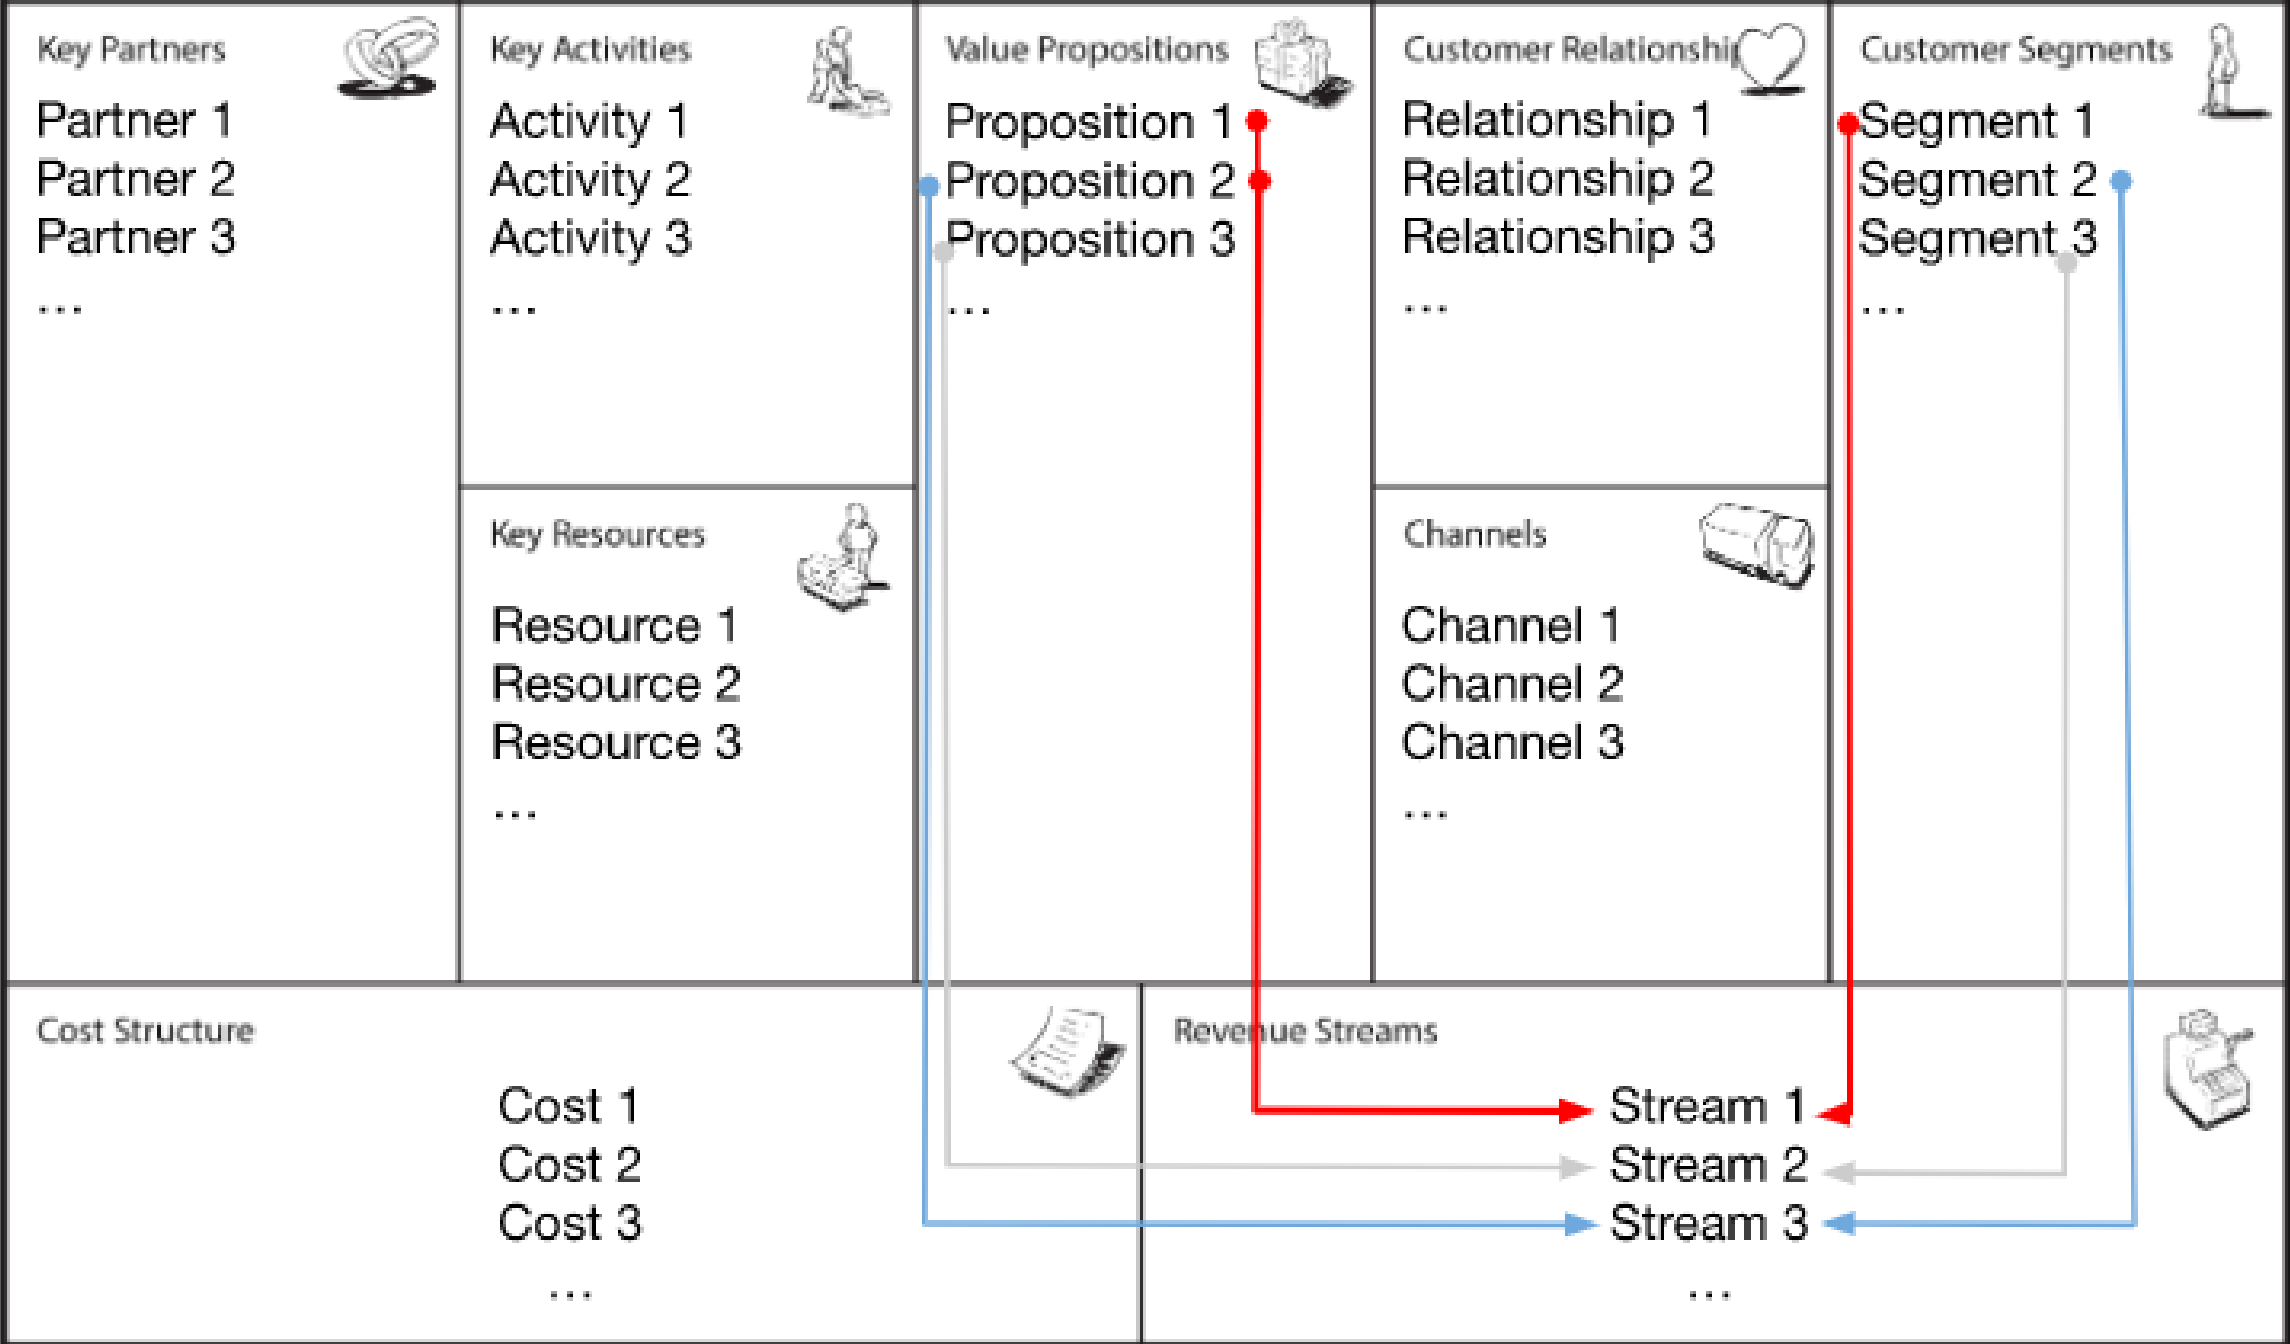 Key Partners
Partner 1
Partner 2
Partner 3
...
Key Activities
Activity 1
Activity 2
Activity 3
...
Key Resources
Resource 1
Resource 2
Resource 3
...
Value Propositions
Proposition 1
Proposition 2
Proposition 3
...
Customer Relationship
Relationship 1
Relationship 2
Relationship 3
...
Channels
Channel 1
Channel 2
Channel 3
...
Customer Segments
Segment 1
Segment 2
Segment 3
...
Cost Structure
Cost 1
Cost 2
Cost 3
...
Revenue Streams
Stream 1
Stream 2
Stream 3
...